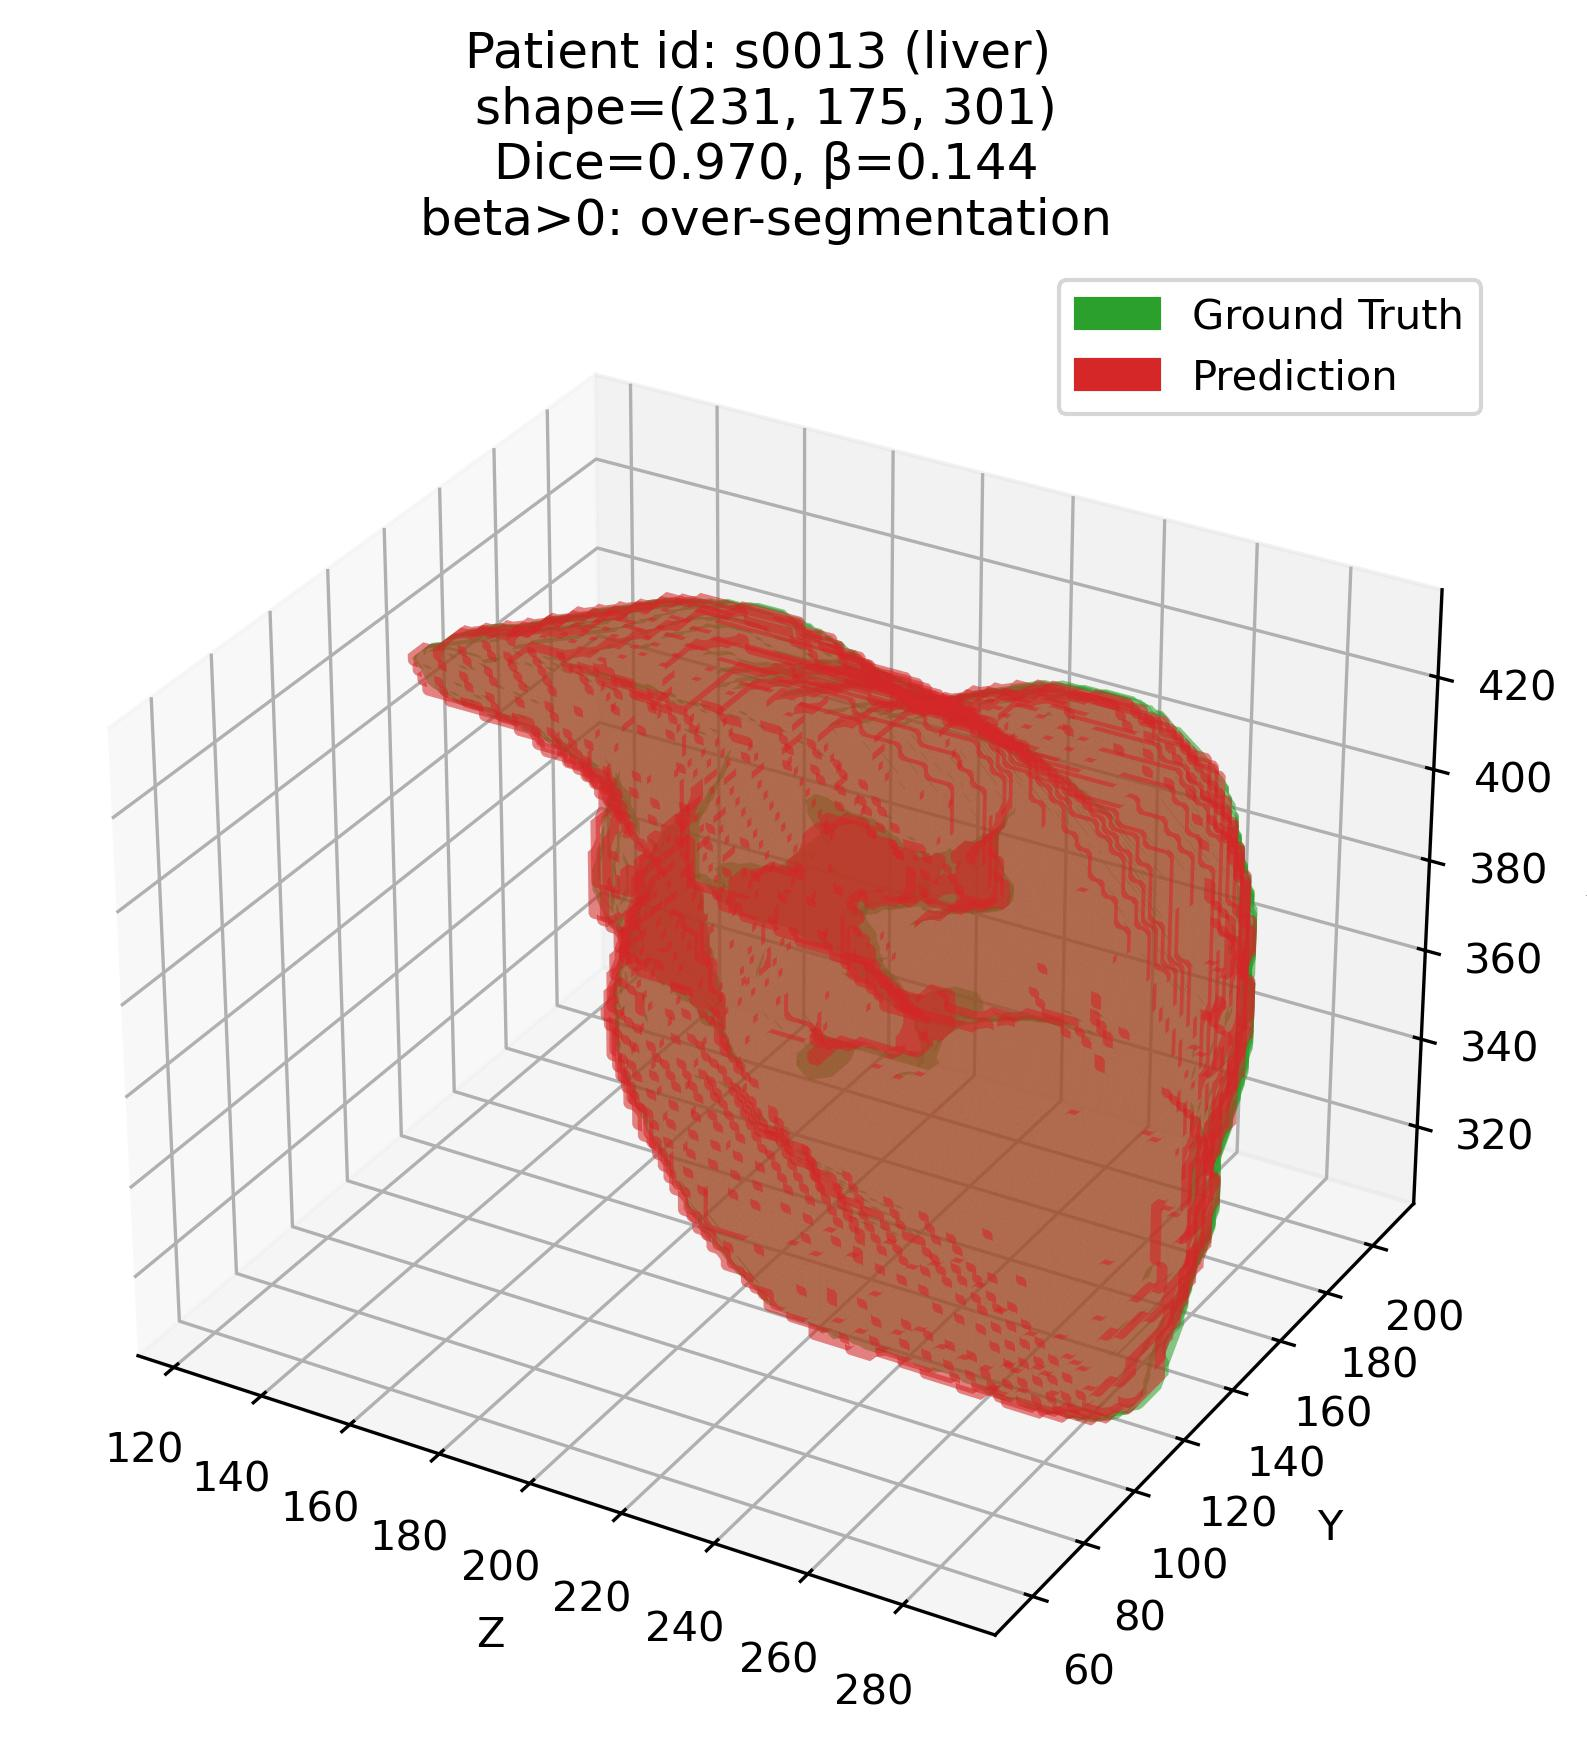 Patient id: s0013 (liver)
shape=(231, 175, 301)
Dice=0.970, β=0.144
beta>0: over-segmentation
Ground Truth
Prediction
420
400
380
360
340
320
200
180
160
140
120
100
80
60
Y
120
140
160
180
200
220
240
260
280
Z